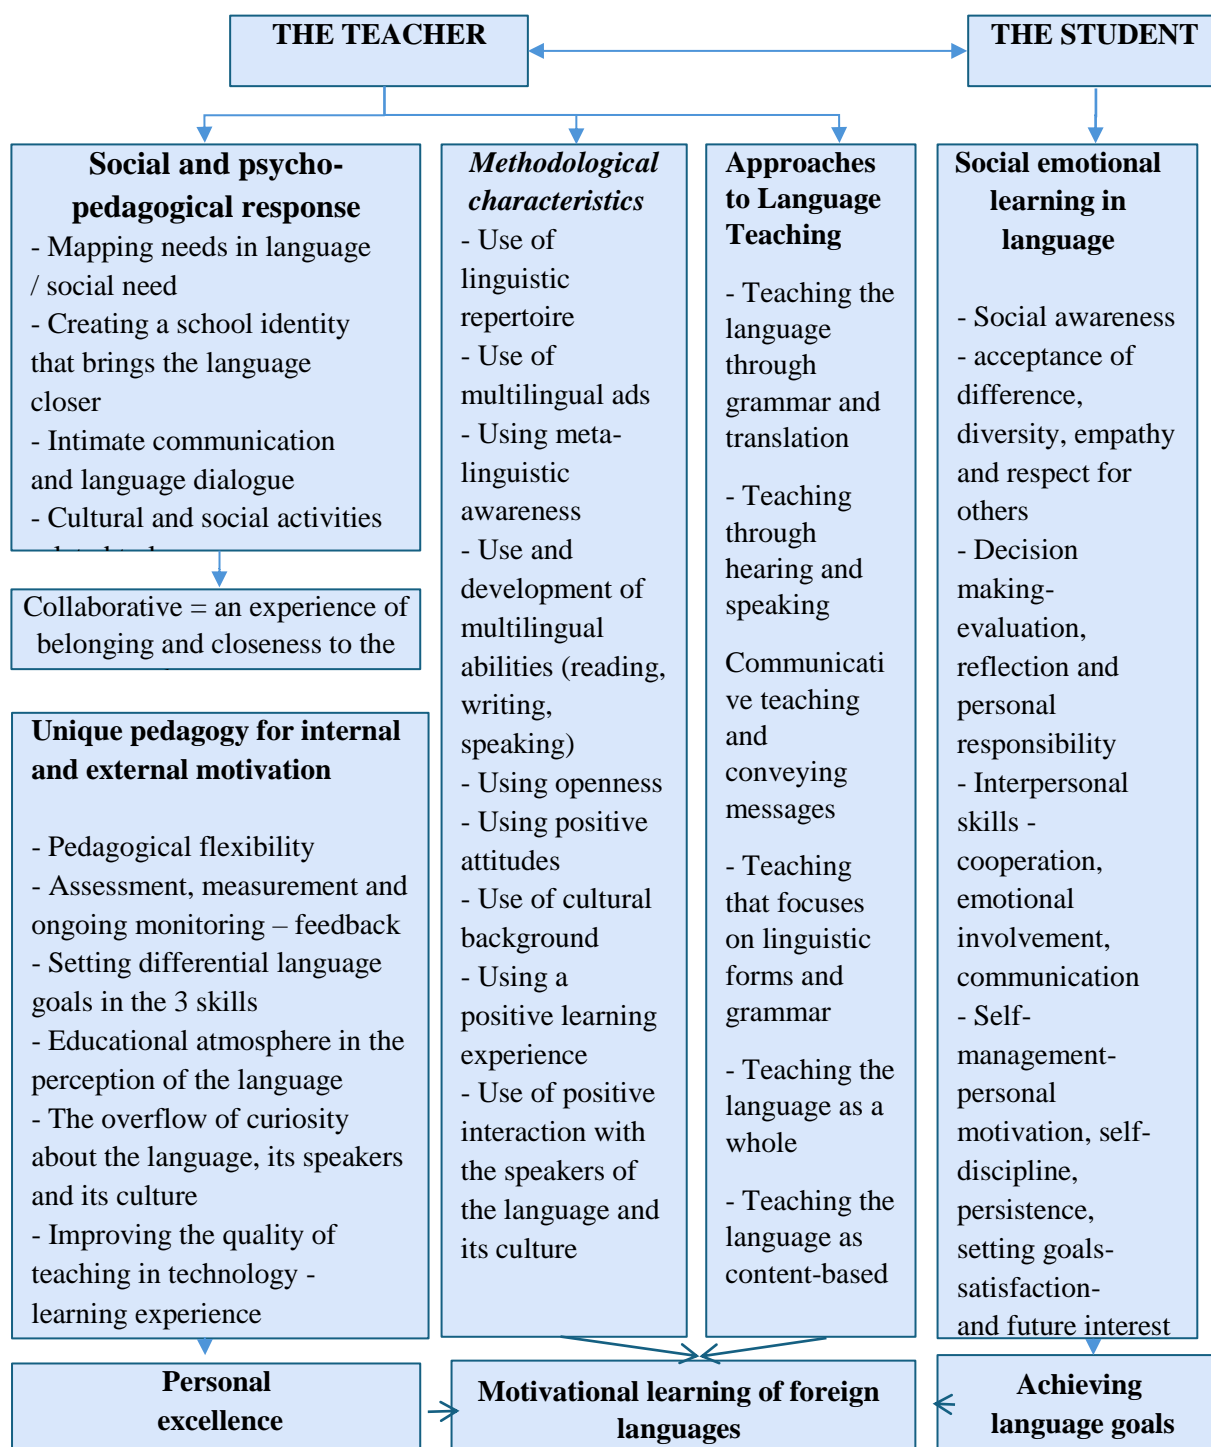 THE TEACHER
THE STUDENT
Social and psycho-
pedagogical response
- Mapping needs in language
/ social need
- Creating a school identity
that brings the language
closer
- Intimate communication
and language dialogue
- Cultural and social activities
Collaborative = an experience of
belonging and closeness to the
Unique pedagogy for internal
and external motivation
- Pedagogical flexibility
- Assessment, measurement and
ongoing monitoring – feedback
- Setting differential language
goals in the 3 skills
- Educational atmosphere in the
perception of the language
- The overflow of curiosity
about the language, its speakers
and its culture
- Improving the quality of
teaching in technology -
learning experience
Personal
excellence
Methodological
characteristics
- Use of
linguistic
repertoire
- Use of
multilingual ads
- Using meta-
linguistic
awareness
- Use and
development of
multilingual
abilities (reading,
writing,
speaking)
- Using openness
- Using positive
attitudes
- Use of cultural
background
- Using a
positive learning
experience
- Use of positive
interaction with
the speakers of
the language and
its culture
Approaches
to Language
Teaching
- Teaching the
language
through
grammar and
translation
- Teaching
through
hearing and
speaking
Communicati
ve teaching
and
conveying
messages
- Teaching
that focuses
on linguistic
forms and
grammar
- Teaching the
language as a
whole
- Teaching the
language as
content-based
Motivational learning of foreign
languages
Social emotional
learning in
language
- Social awareness
- acceptance of
difference,
diversity, empathy
and respect for
others
- Decision
making-
evaluation,
reflection and
personal
responsibility
- Interpersonal
skills -
cooperation,
emotional
involvement,
communication
- Self-
management-
personal
motivation, self-
discipline,
persistence,
setting goals-
satisfaction-
and future interest
Achieving
language goals